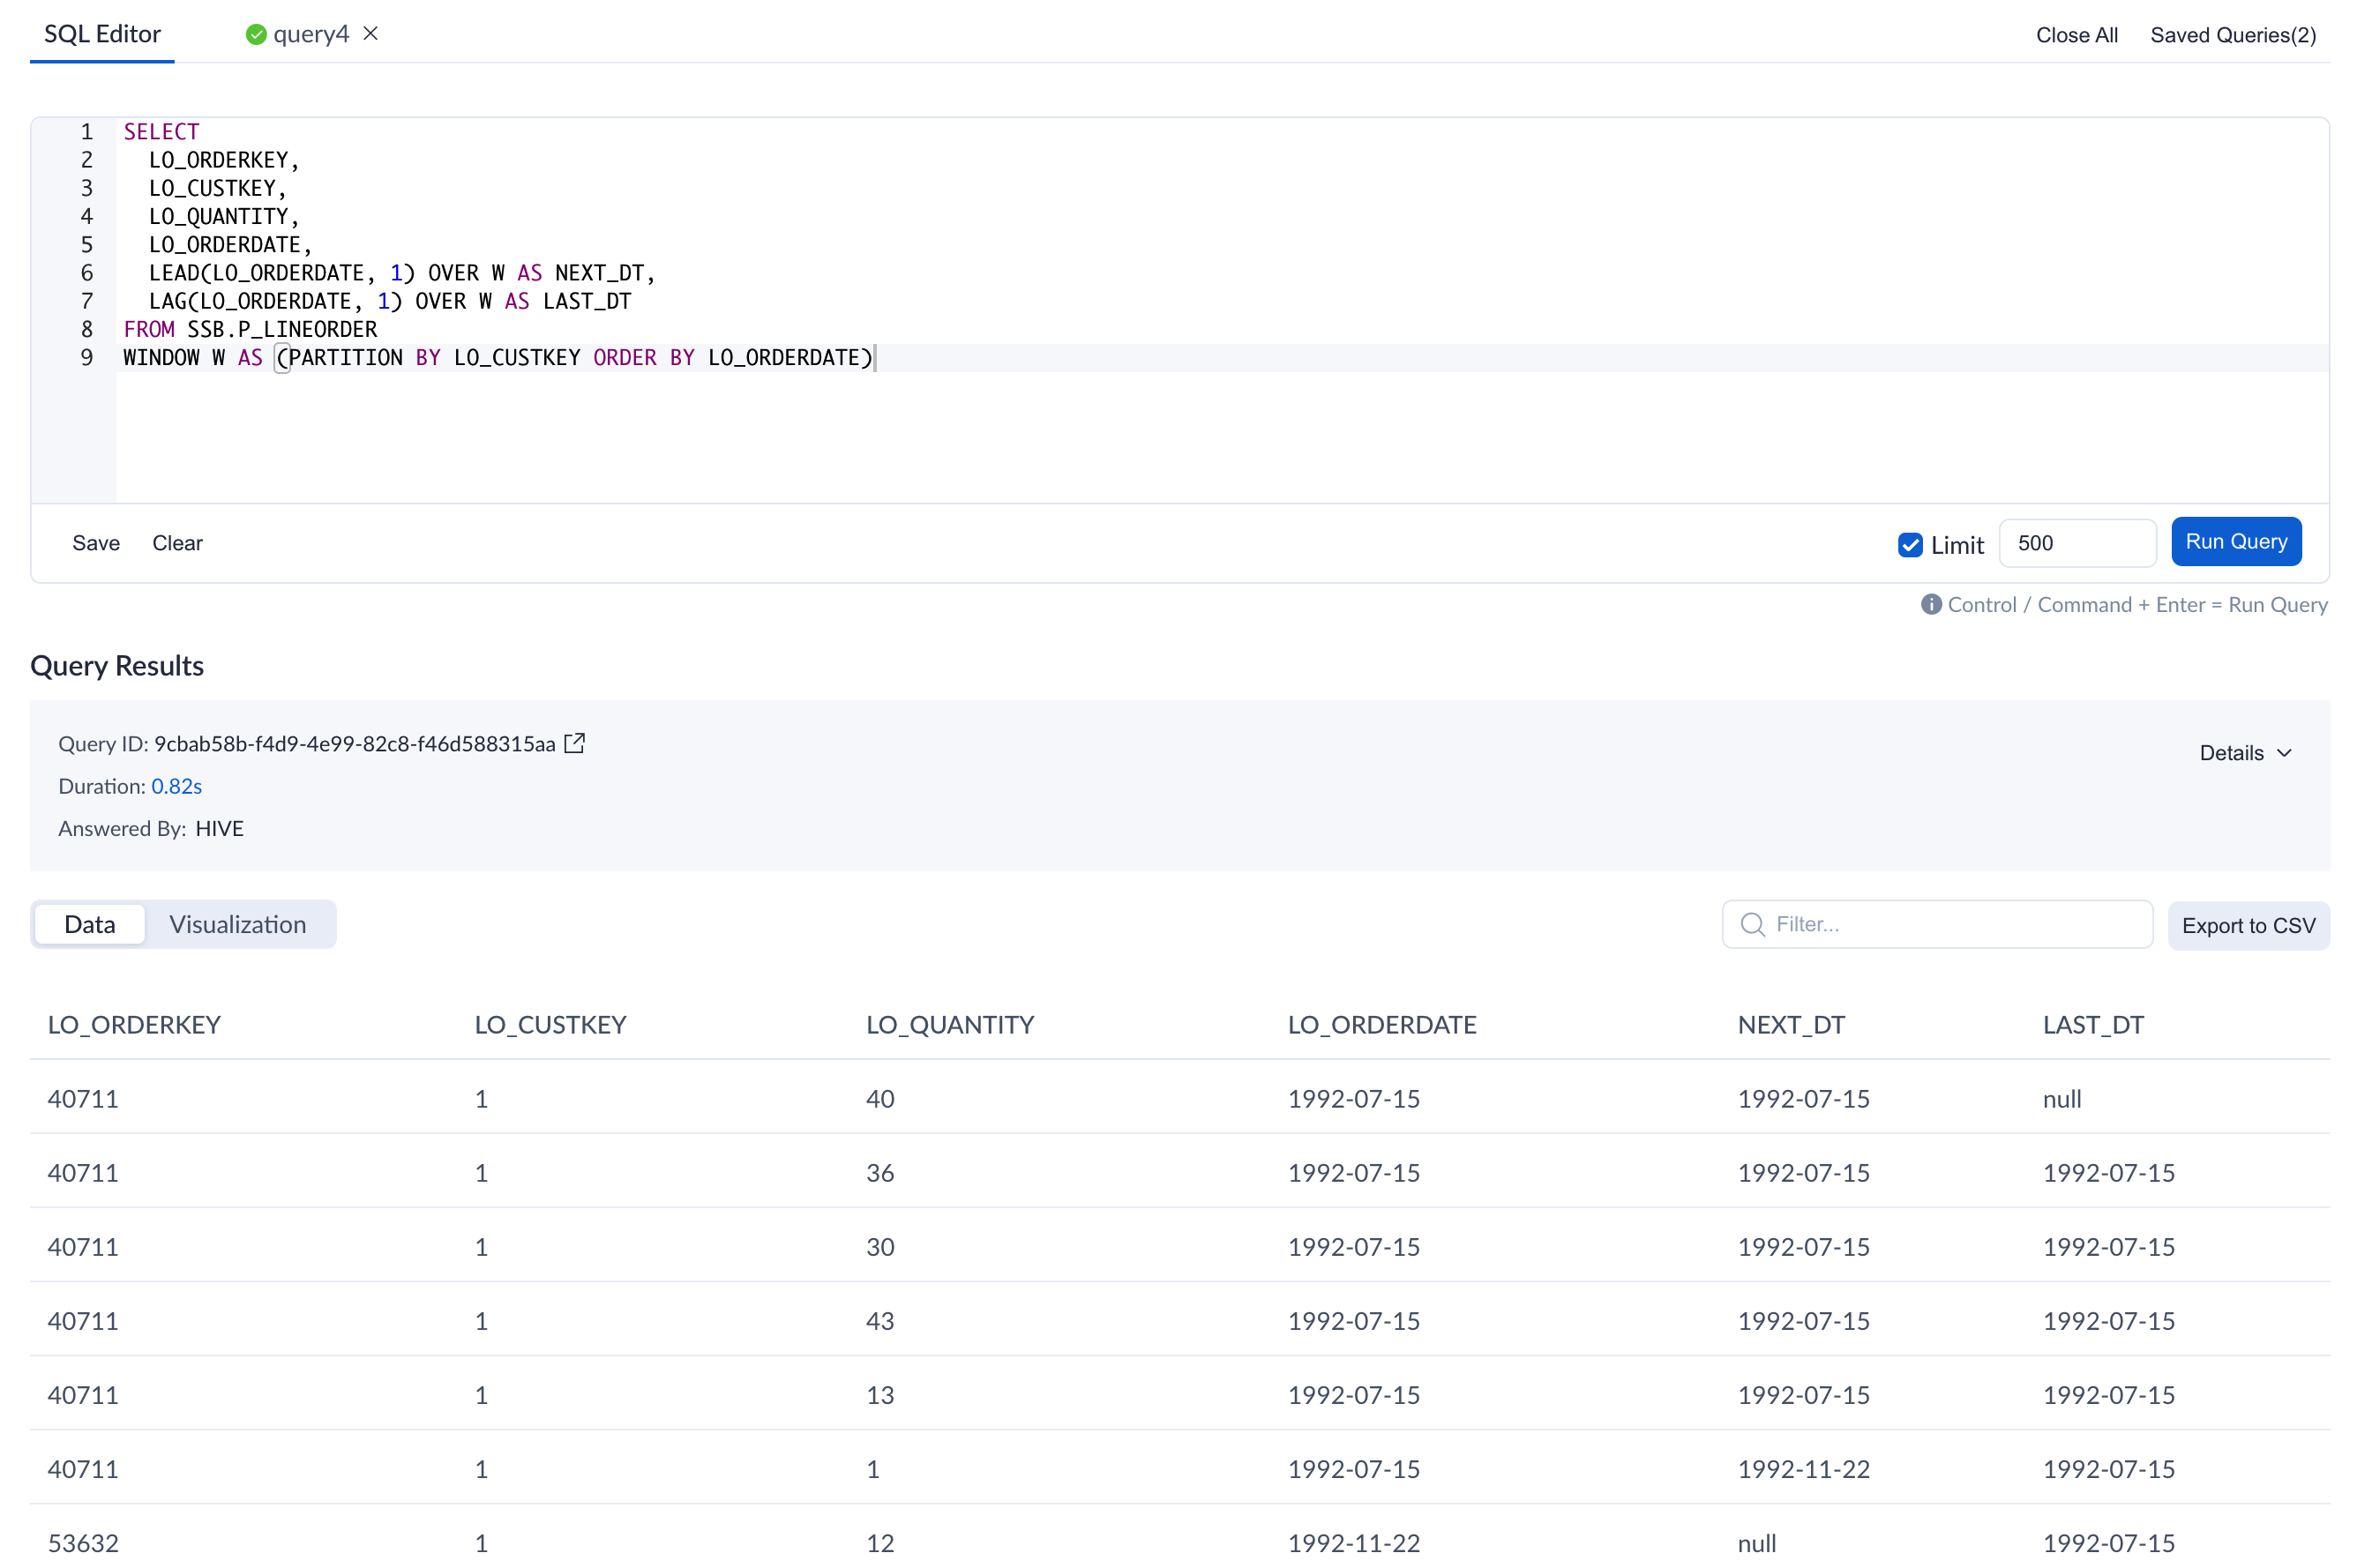 SQL Editor query4 Close All Saved Queries(2)
1 SELECT
2 LO_ORDERKEY,
3 LO_CUSTKEY,
4 LO_QUANTITY,
5 LO_ORDERDATE,
6 LEAD(LO_ORDERDATE, 1) OVER W AS NEXT_DT,
7 LAG(LO_ORDERDATE, 1) OVER W AS LAST_DT
8 FROM SSB.P_LINEORDER
9 WINDOW W AS (PARTITION BY LO_CUSTKEY ORDER BY LO_ORDERDATE)
Save Clear Limit 500 Run Query
Control / Command + Enter = Run Query
Query Results
Query ID: 9cbab58b-f4d9-4e99-82c8-f46d588315aa Details
Duration: 0.82s
Answered By: HIVE
Data Visualization Filter... Export to CSV
LO_ORDERKEY LO_CUSTKEY LO_QUANTITY LO_ORDERDATE NEXT_DT LAST_DT
40711 1 40 1992-07-15 1992-07-15 null
40711 1 36 1992-07-15 1992-07-15 1992-07-15
40711 1 30 1992-07-15 1992-07-15 1992-07-15
40711 1 43 1992-07-15 1992-07-15 1992-07-15
40711 1 13 1992-07-15 1992-07-15 1992-07-15
40711 1 1 1992-07-15 1992-11-22 1992-07-15
53632 1 12 1992-11-22 null 1992-07-15